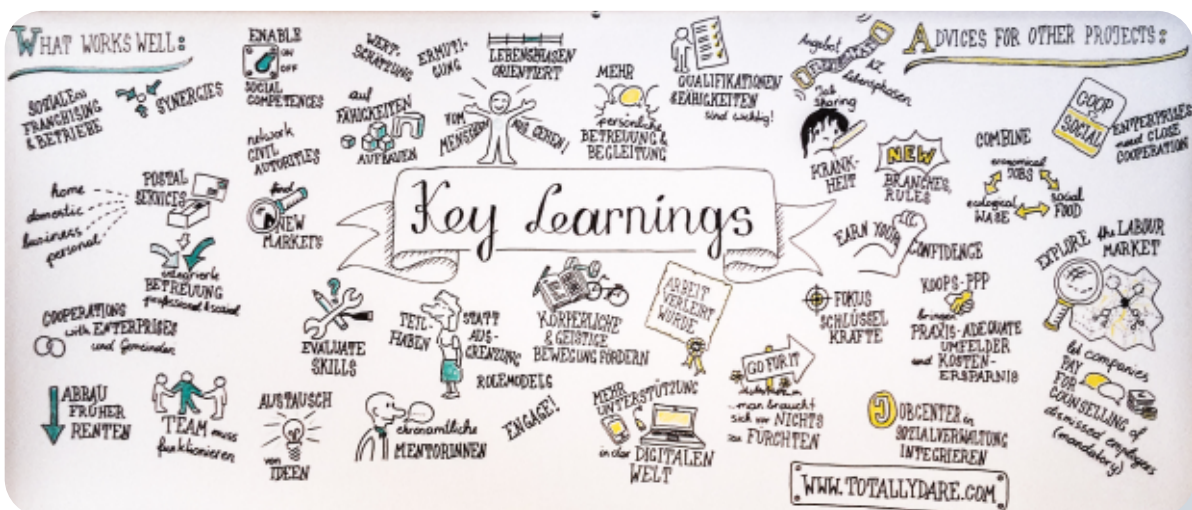 WHAT WORKS WELL:
SOZIALES
FRANCHISING
& BETRIEBE
SYNERGIES
ENABLE
ON
OFF
SOCIAL
COMPETENCES
WERT-
SCHÄTZUNG
ERMUTI-
GUNG
LEBENSPHASEN
ORIENTIERT
auf
FÄHIGKEITEN
AUFBAUEN
VOM
MENSCHEN
AUSGEHEN!
MEHR
persönliche
BETREUUNG &
BEGLEITUNG
QUALIFIKATIONEN
& FÄHIGKEITEN
sind wichtig!
home
domestic
business
personal
POSTAL
SERVICES
integrierte
BETREUUNG
professional & social
network
CIVIL
AUTORITIES
find
NEW
MARKETS
COOPERATIONS
with ENTERPRISES
und Gemeinden
ABBAU
FRÜHER
RENTEN
TEAM muss
funktionieren
EVALUATE
SKILLS
AUSTAUSCH
von
IDEEN
TEIL-
HABEN
STATT
AUS-
GRENZUNG
ROLEMODELS
ehrenamtliche
MENTORINNEN
ENGAGE!
Key Learnings
KÖRPERLICHE
& GEISTIGE
BEWEGUNG FÖRDERN
ARBEIT
VERLEIHT
WÜRDE
MEHR
UNTERSTÜTZUNG
in der DIGITALEN
WELT
ADVICES FOR OTHER PROJECTS:
Angebot
AZ
lebensphasen
Job
sharing
KRANK-
HEIT
NEW
BRANCHES,
RULES
COMBINE
economical
JOBS
ecological
WASE
social
FOOD
COOP
SOCIAL
ENTERPRISES
need CLOSE
COOPERATION
EARN YOUR
CONFIDENCE
EXPLORE the LABOUR
MARKET
FOKUS
SCHLÜSSEL
KRÄFTE
KOOPS-PPP
bringen
PRAXIS-ADEQUATE
UMFELDER
und KOSTEN-
ERSPARNIS
GO FOR IT
man braucht
sich vor NICHTS
zu FÜRCHTEN
JOBCENTER in
SOZIALVERWALTUNG
INTEGRIEREN
let companies
PAY
FOR
COUNSELLING of
dismissed employees
(mandatory)
WWW.TOTALLYDARE.COM